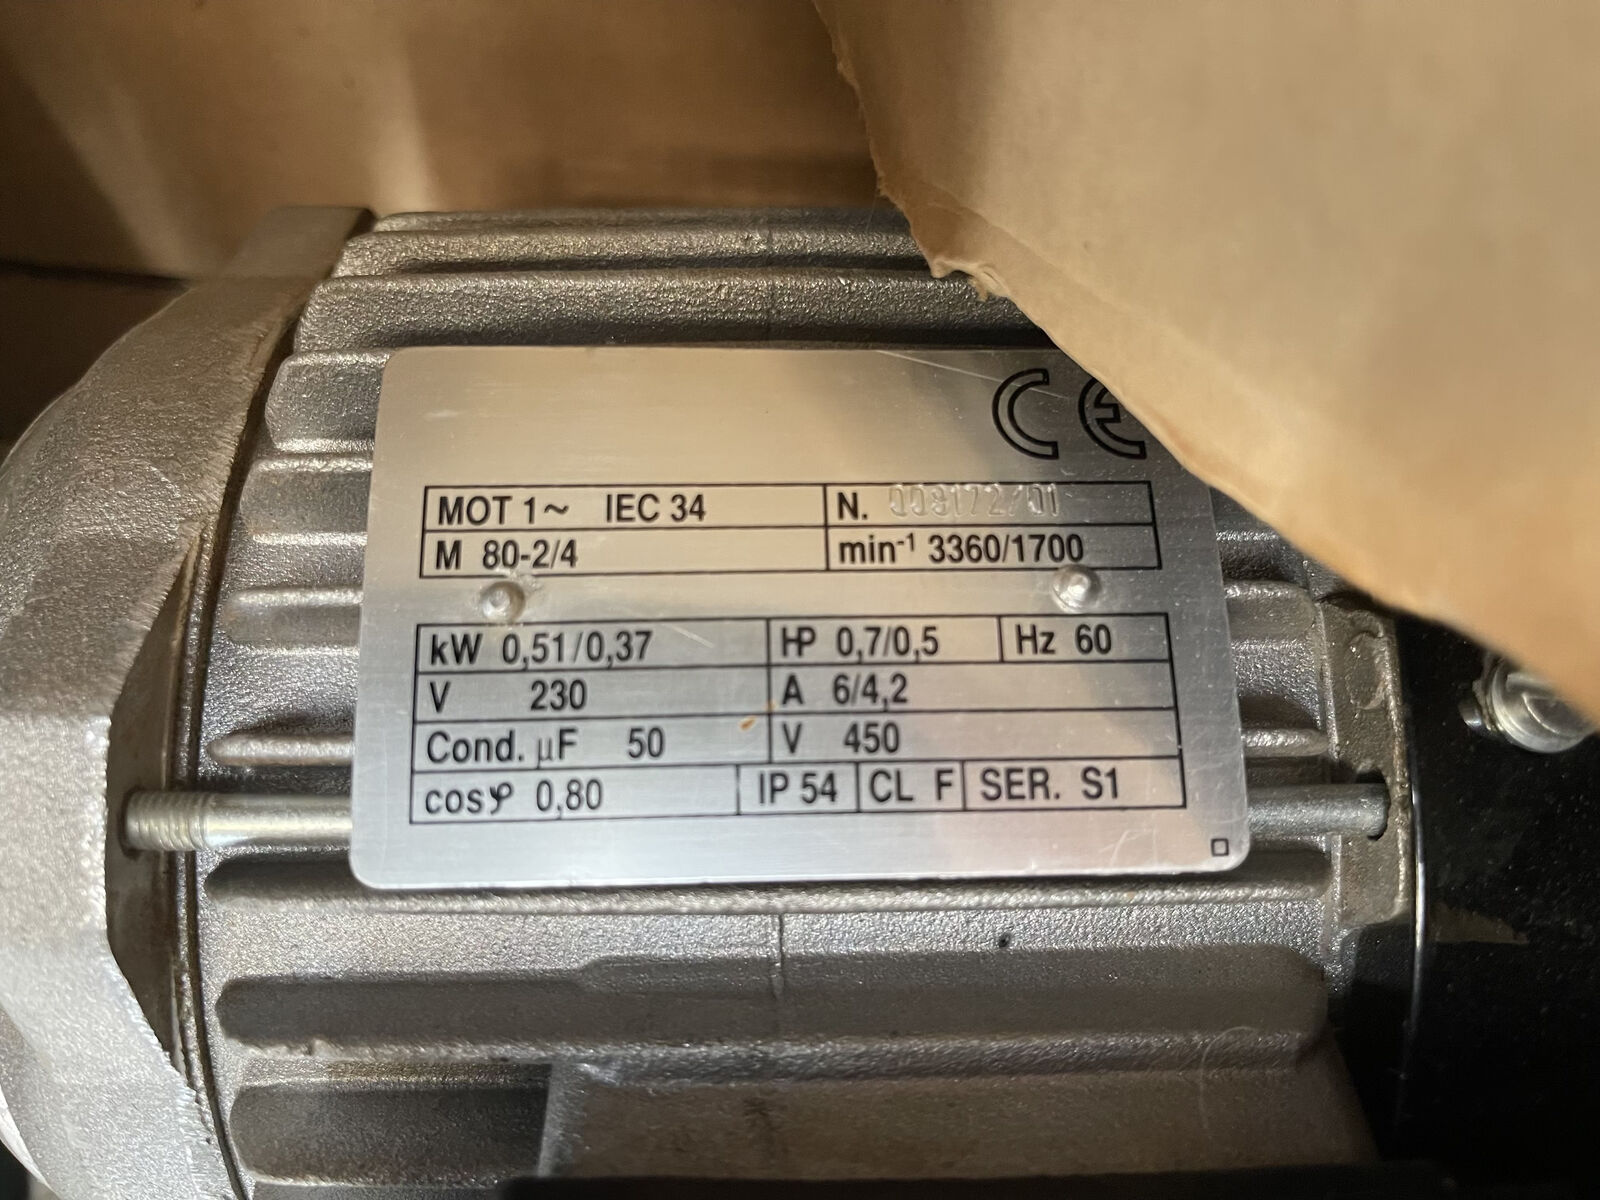 CE
MOT 1~ IEC 34 N. 009172/01
M 80-2/4 min⁻¹ 3360/1700
kW 0,51/0,37 HP 0,7/0,5 Hz 60
V 230 A 6/4,2
Cond. µF 50 V 450
cosφ 0,80 IP 54 CL F SER. S1